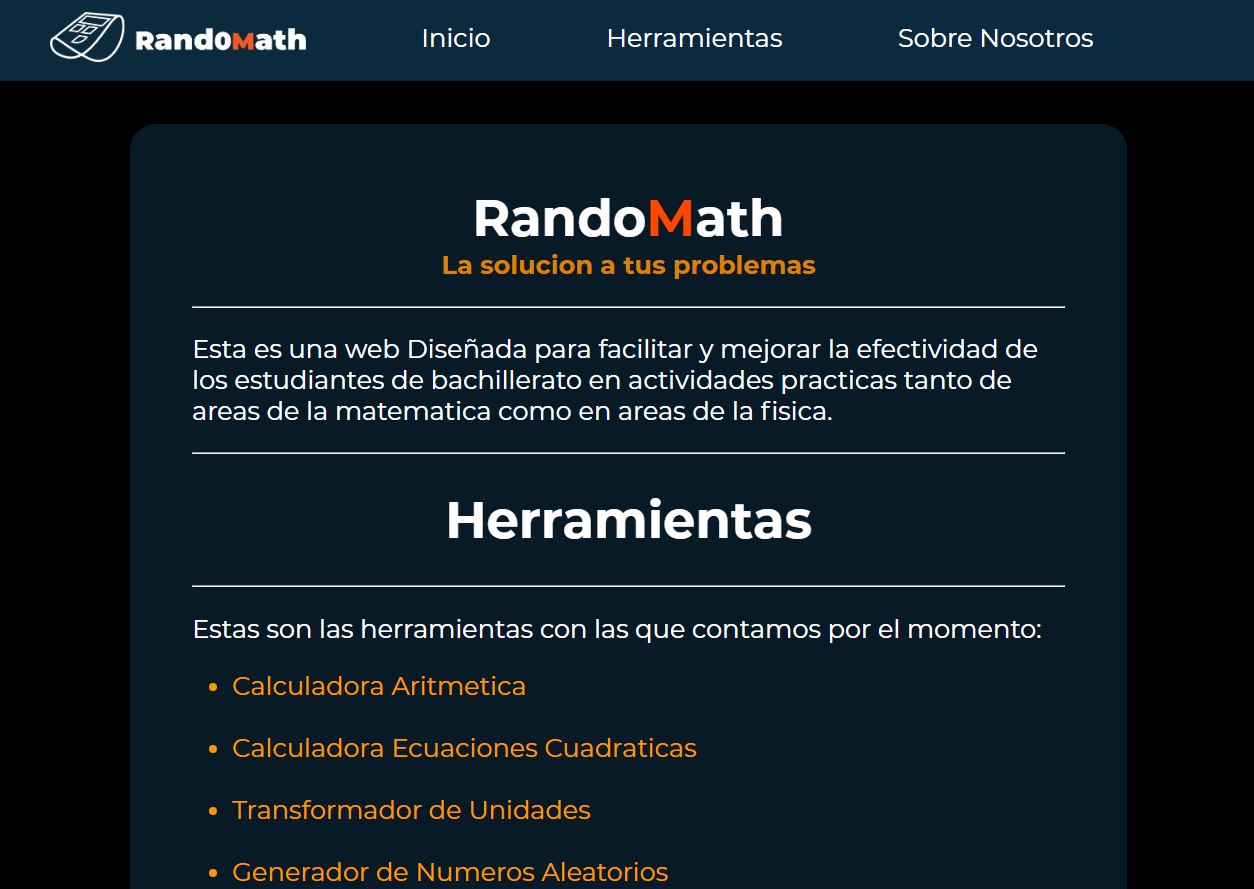 Rand0Math
Inicio
Herramientas
Sobre Nosotros
RandoMath
La solucion a tus problemas
Esta es una web Diseñada para facilitar y mejorar la efectividad de
los estudiantes de bachillerato en actividades practicas tanto de
areas de la matematica como en areas de la fisica.
Herramientas
Estas son las herramientas con las que contamos por el momento:
• Calculadora Aritmetica
• Calculadora Ecuaciones Cuadraticas
• Transformador de Unidades
• Generador de Numeros Aleatorios